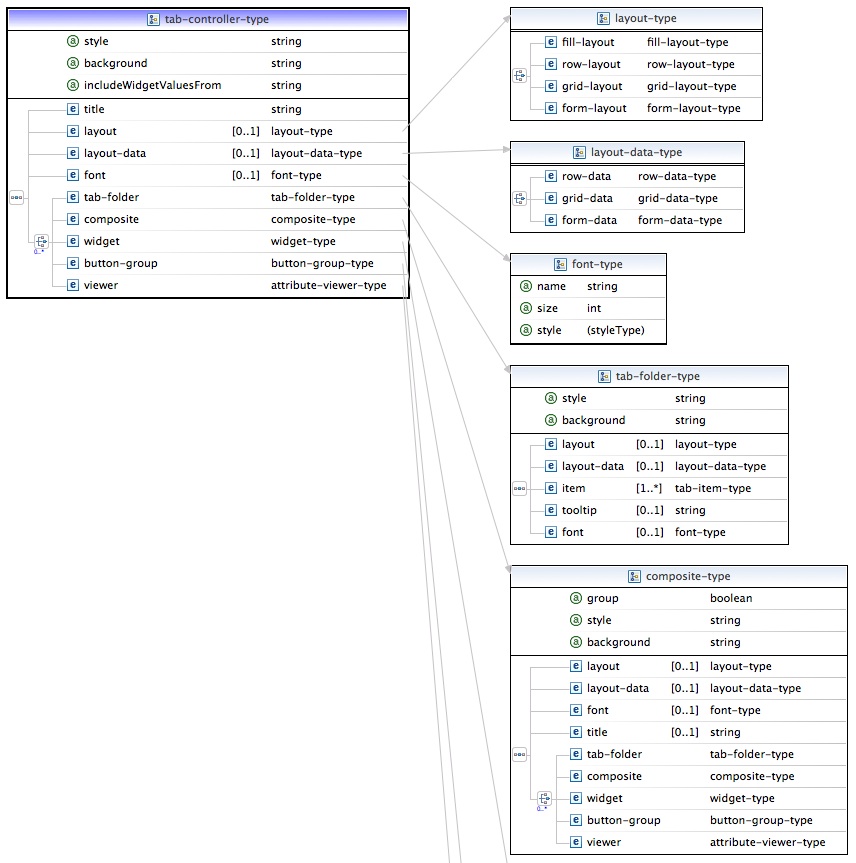 tab-controller-type
a style string
a background string
a includeWidgetValuesFrom string
e title string
e layout [0..1] layout-type
e layout-data [0..1] layout-data-type
e font [0..1] font-type
e tab-folder tab-folder-type
e composite composite-type
e widget widget-type
e button-group button-group-type
e viewer attribute-viewer-type
layout-type
e fill-layout fill-layout-type
e row-layout row-layout-type
e grid-layout grid-layout-type
e form-layout form-layout-type
layout-data-type
e row-data row-data-type
e grid-data grid-data-type
e form-data form-data-type
font-type
a name string
a size int
a style (styleType)
tab-folder-type
a style string
a background string
e layout [0..1] layout-type
e layout-data [0..1] layout-data-type
e item [1..*] tab-item-type
e tooltip [0..1] string
e font [0..1] font-type
composite-type
a group boolean
a style string
a background string
e layout [0..1] layout-type
e layout-data [0..1] layout-data-type
e font [0..1] font-type
e title [0..1] string
e tab-folder tab-folder-type
e composite composite-type
e widget widget-type
e button-group button-group-type
e viewer attribute-viewer-type